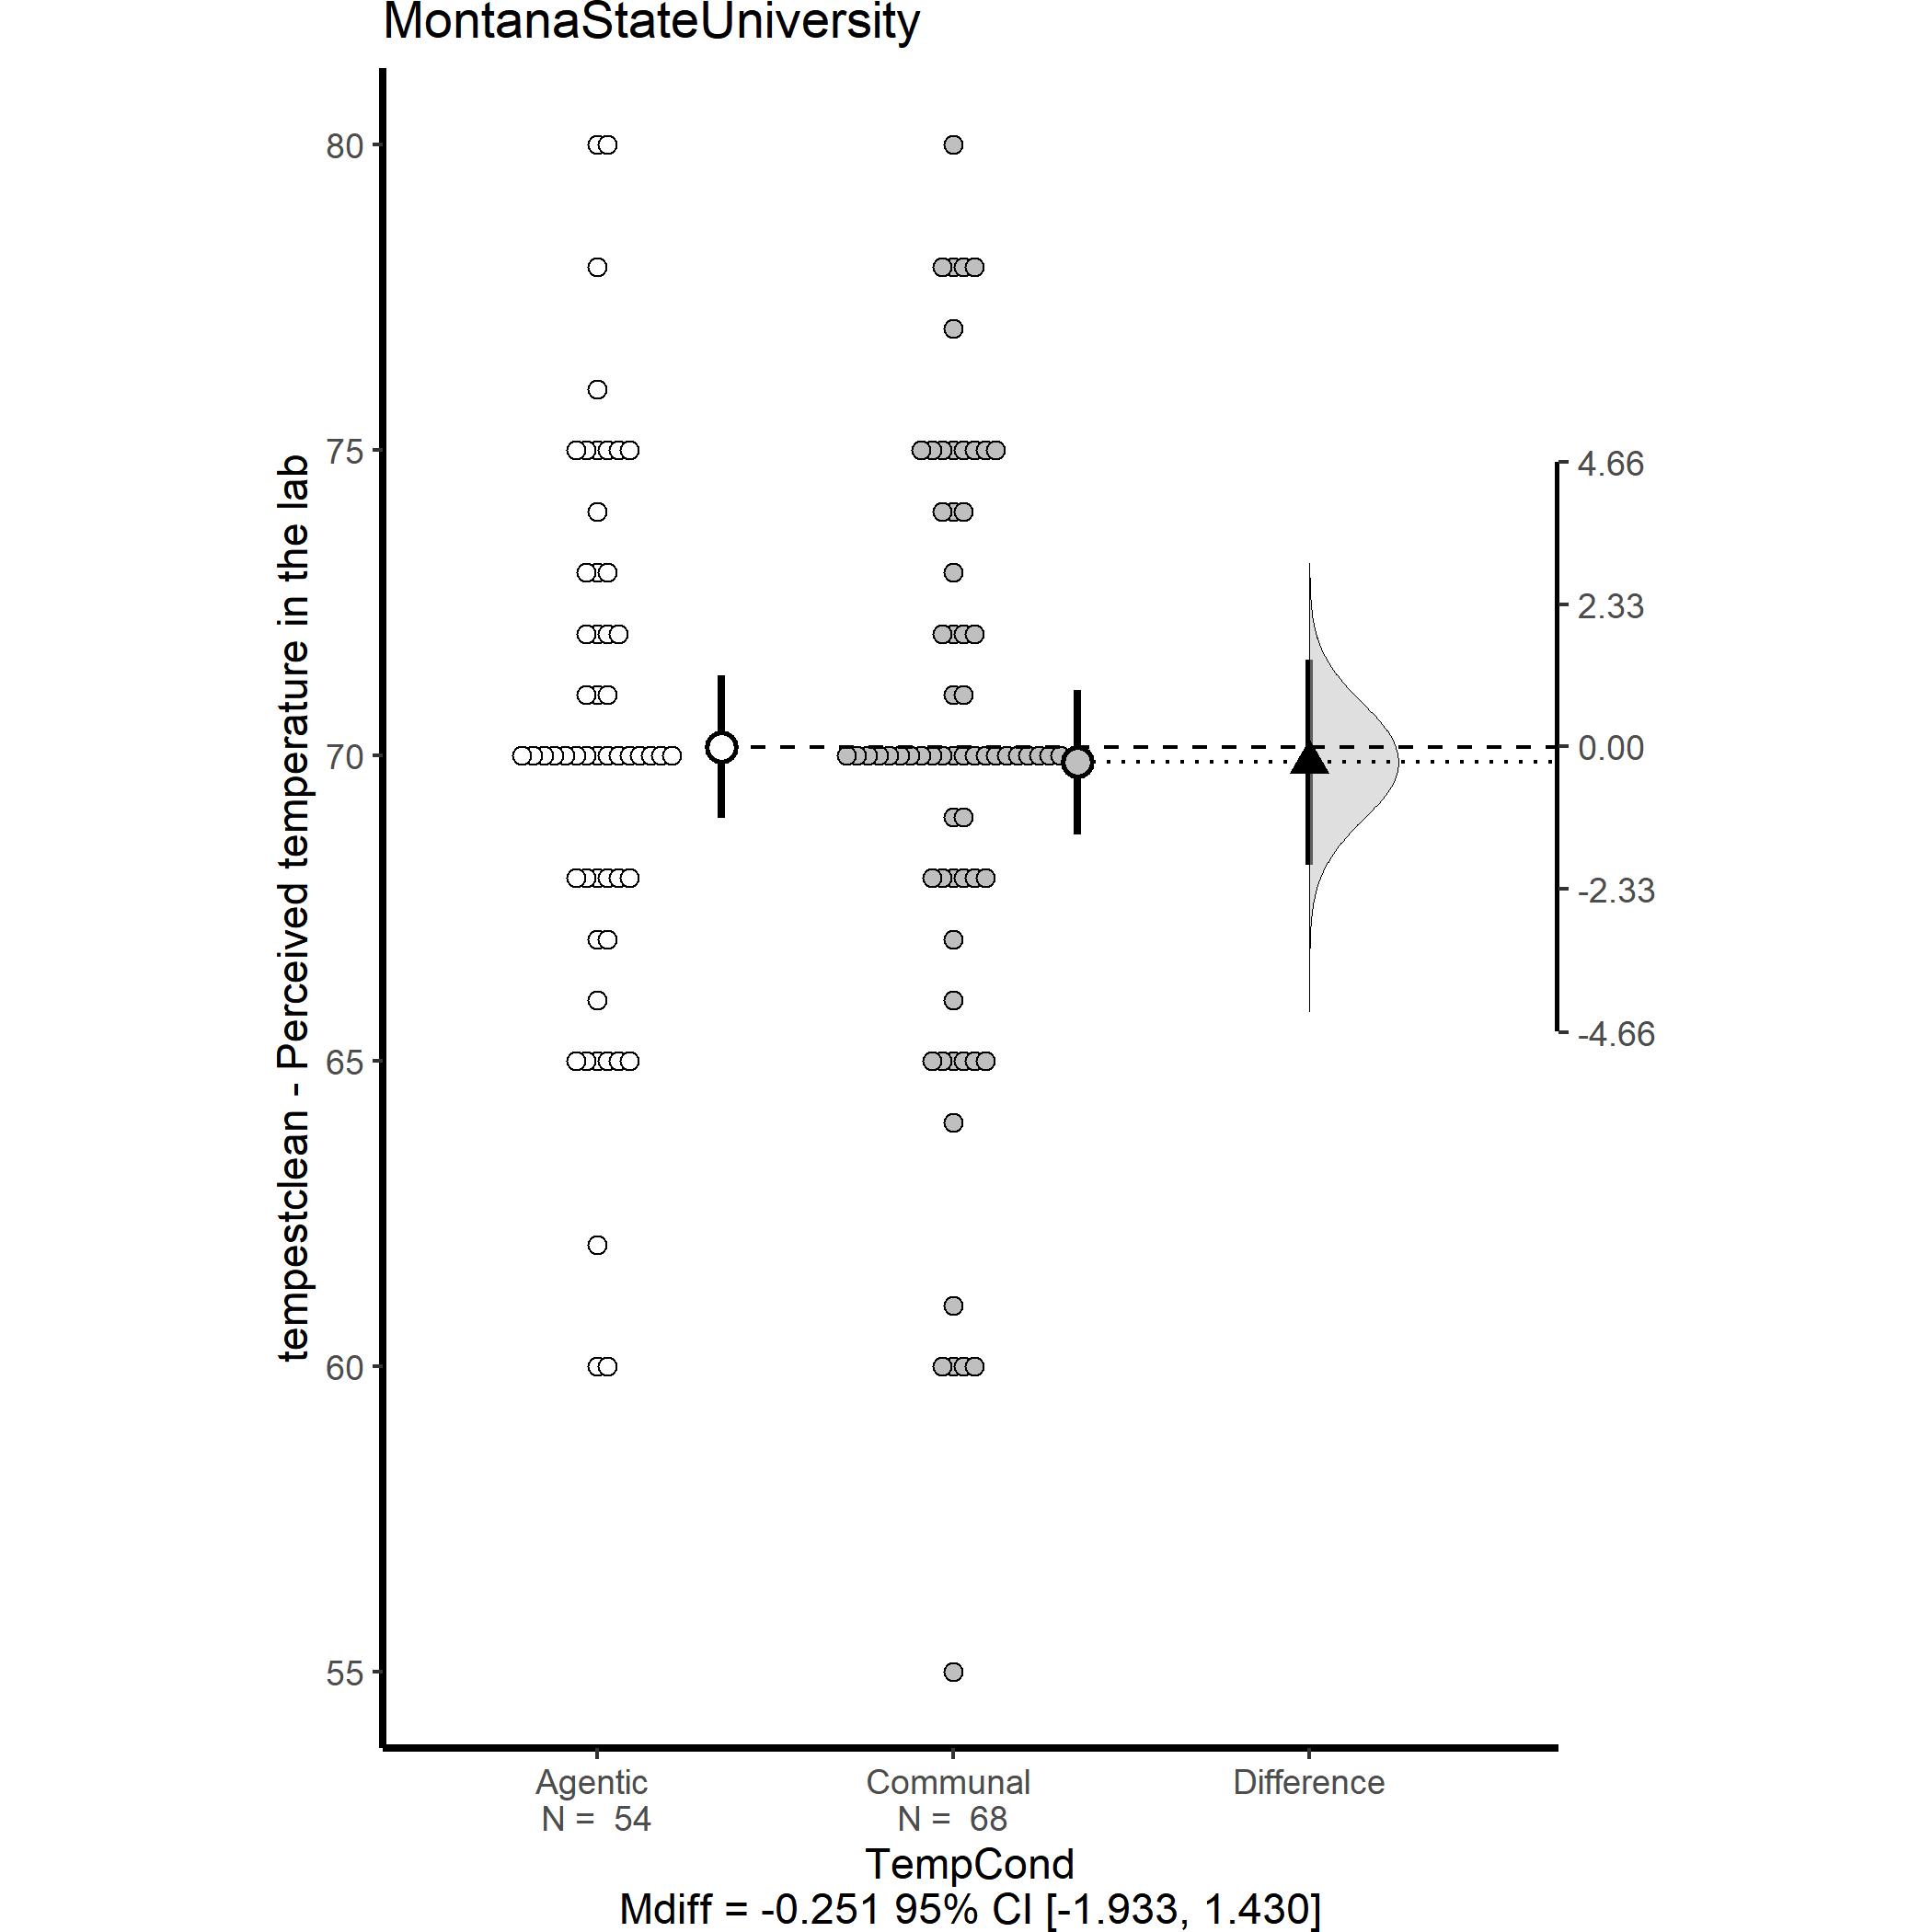 MontanaStateUniversity
tempestclean - Perceived temperature in the lab
80
75
70
65
60
55
4.66
2.33
0.00
-2.33
-4.66
Agentic
N = 54
Communal
N = 68
Difference
TempCond
Mdiff = -0.251 95% CI [-1.933, 1.430]